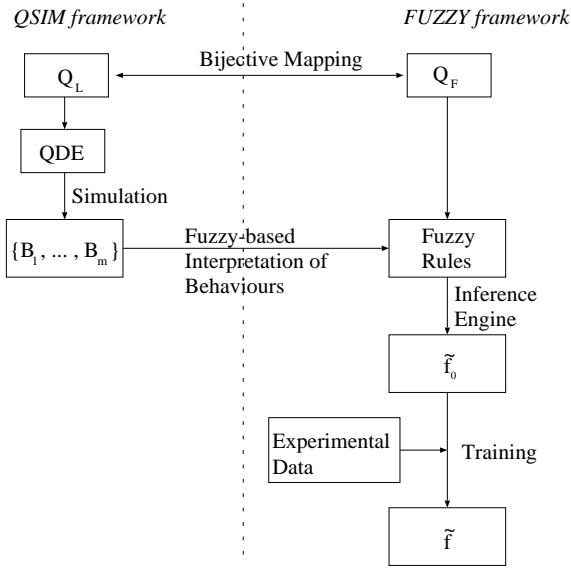 QSIM framework
FUZZY framework
Bijective Mapping
Q_L
Q_F
QDE
Simulation
{B_1, ... , B_m}
Fuzzy-based
Interpretation of
Behaviours
Fuzzy
Rules
Inference
Engine
f̃_0
Experimental
Data
Training
f̃